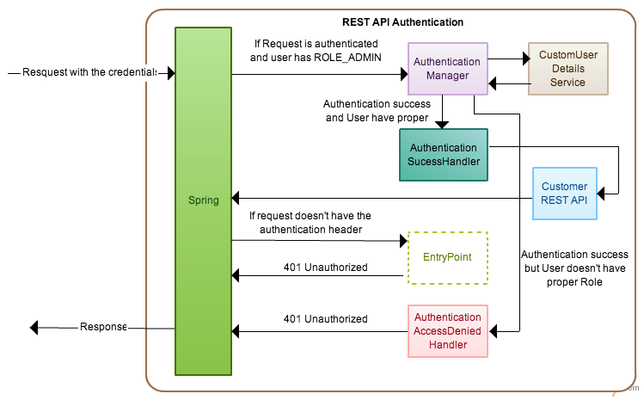 REST API Authentication
If Request is authenticated
and user has ROLE_ADMIN
Authentication
Manager
CustomUser
Details
Service
Resquest with the credentials
Authentication success
and User have proper
Authentication
SucessHandler
Customer
REST API
Spring
If request doesn't have the
authentication header
EntryPoint
401 Unauthorized
Authentication success
but User doesn't have
proper Role
401 Unauthorized
Authentication
AccessDenied
Handler
Response